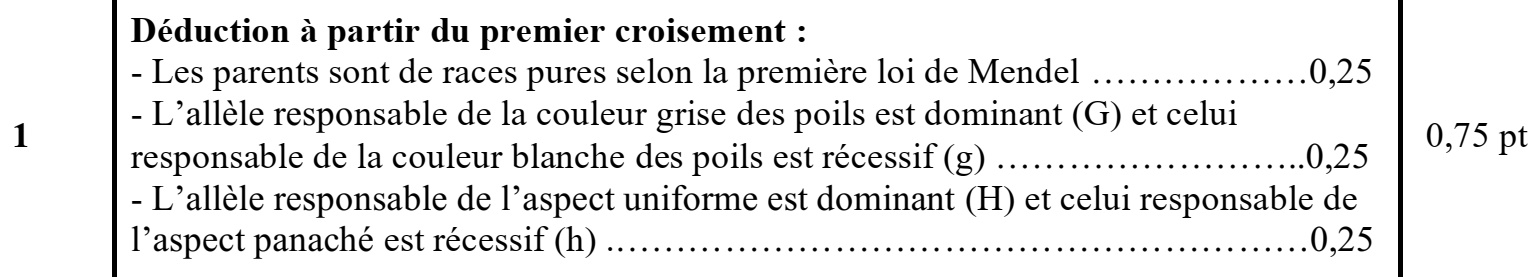 Déduction à partir du premier croisement :
- Les parents sont de races pures selon la première loi de Mendel ………………0,25
- L’allèle responsable de la couleur grise des poils est dominant (G) et celui
1
responsable de la couleur blanche des poils est récessif (g) ……………………..0,25
0,75 pt
- L’allèle responsable de l’aspect uniforme est dominant (H) et celui responsable de
l’aspect panaché est récessif (h) ..…………………………………………………0,25